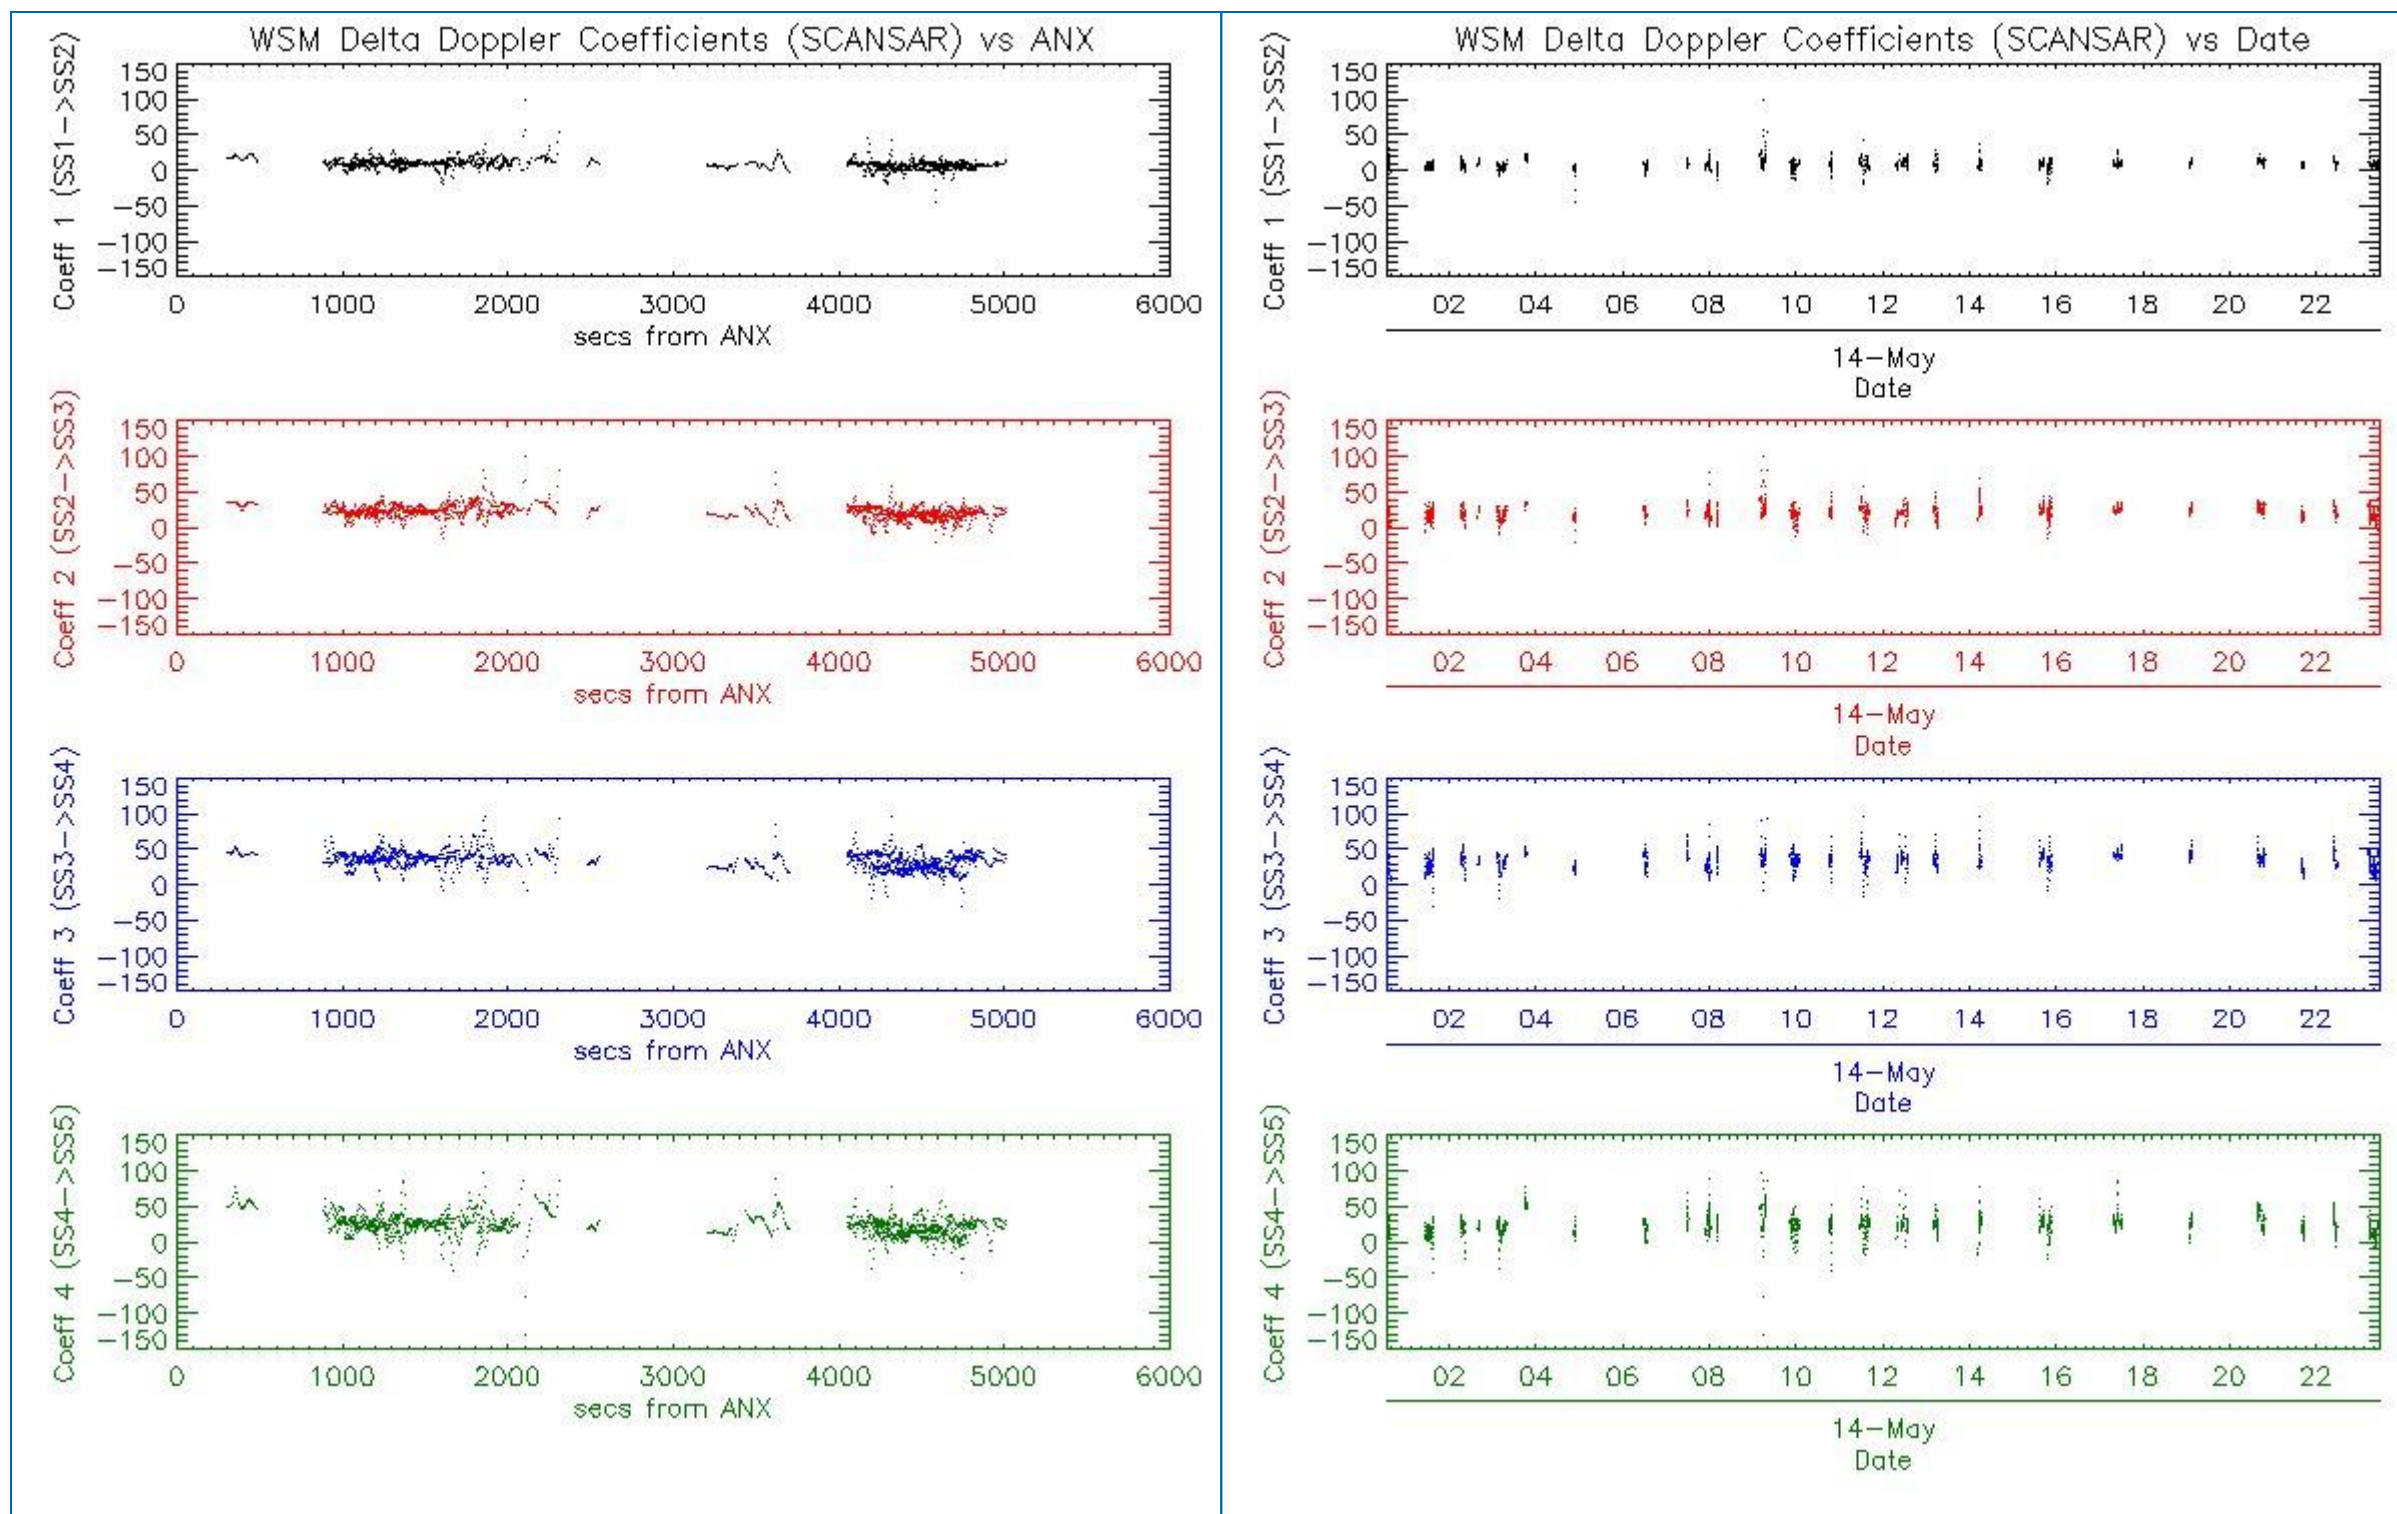 WSM Delta Doppler Coefficients (SCANSAR) vs ANX
Coeff 1 (SS1->SS2)
150
100
50
0
-50
-100
-150
0 1000 2000 3000 4000 5000 6000
secs from ANX
Coeff 2 (SS2->SS3)
150
100
50
0
-50
-100
-150
0 1000 2000 3000 4000 5000 6000
secs from ANX
Coeff 3 (SS3->SS4)
150
100
50
0
-50
-100
-150
0 1000 2000 3000 4000 5000 6000
secs from ANX
Coeff 4 (SS4->SS5)
150
100
50
0
-50
-100
-150
0 1000 2000 3000 4000 5000 6000
secs from ANX
WSM Delta Doppler Coefficients (SCANSAR) vs Date
Coeff 1 (SS1->SS2)
150
100
50
0
-50
-100
-150
02 04 06 08 10 12 14 16 18 20 22
14-May
Date
Coeff 2 (SS2->SS3)
150
100
50
0
-50
-100
-150
02 04 06 08 10 12 14 16 18 20 22
14-May
Date
Coeff 3 (SS3->SS4)
150
100
50
0
-50
-100
-150
02 04 06 08 10 12 14 16 18 20 22
14-May
Date
Coeff 4 (SS4->SS5)
150
100
50
0
-50
-100
-150
02 04 06 08 10 12 14 16 18 20 22
14-May
Date